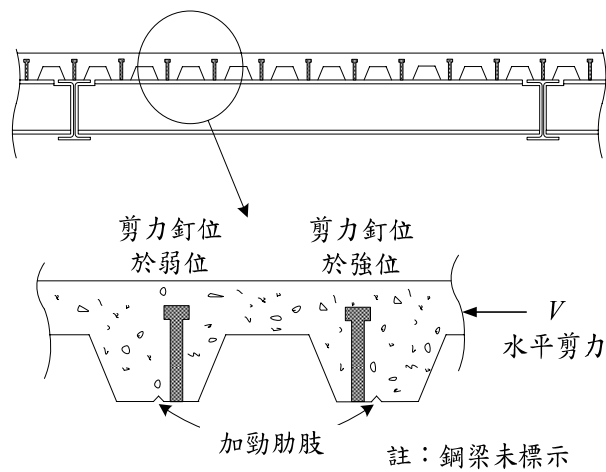 剪力釘位
於弱位
剪力釘位
於強位
V
水平剪力
加勁肋肢
註：鋼梁未標示